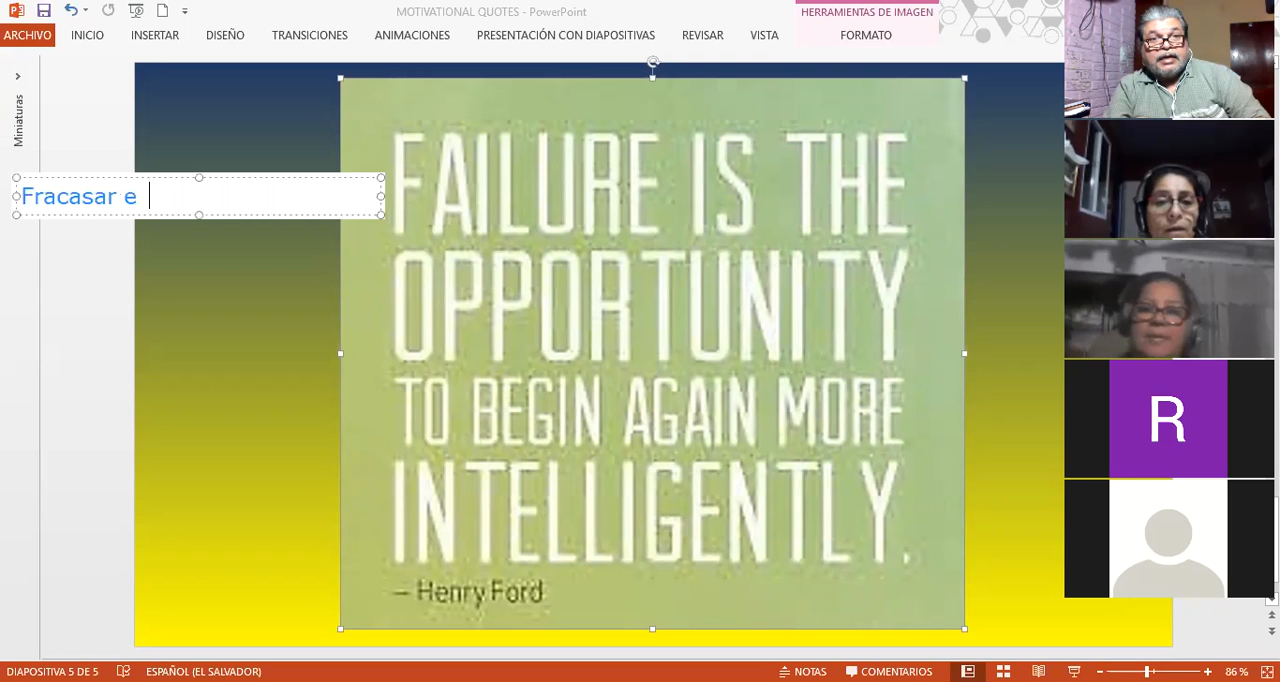 MOTIVATIONAL QUOTES - PowerPoint
HERRAMIENTAS DE IMAGEN
ARCHIVO INICIO INSERTAR DISEÑO TRANSICIONES ANIMACIONES PRESENTACIÓN CON DIAPOSITIVAS REVISAR VISTA FORMATO
Miniaturas
Fracasar e
FAILURE IS THE
OPPORTUNITY
TO BEGIN AGAIN MORE
INTELLIGENTLY.
– Henry Ford
R
DIAPOSITIVA 5 DE 5 ESPAÑOL (EL SALVADOR) NOTAS COMENTARIOS 86 %